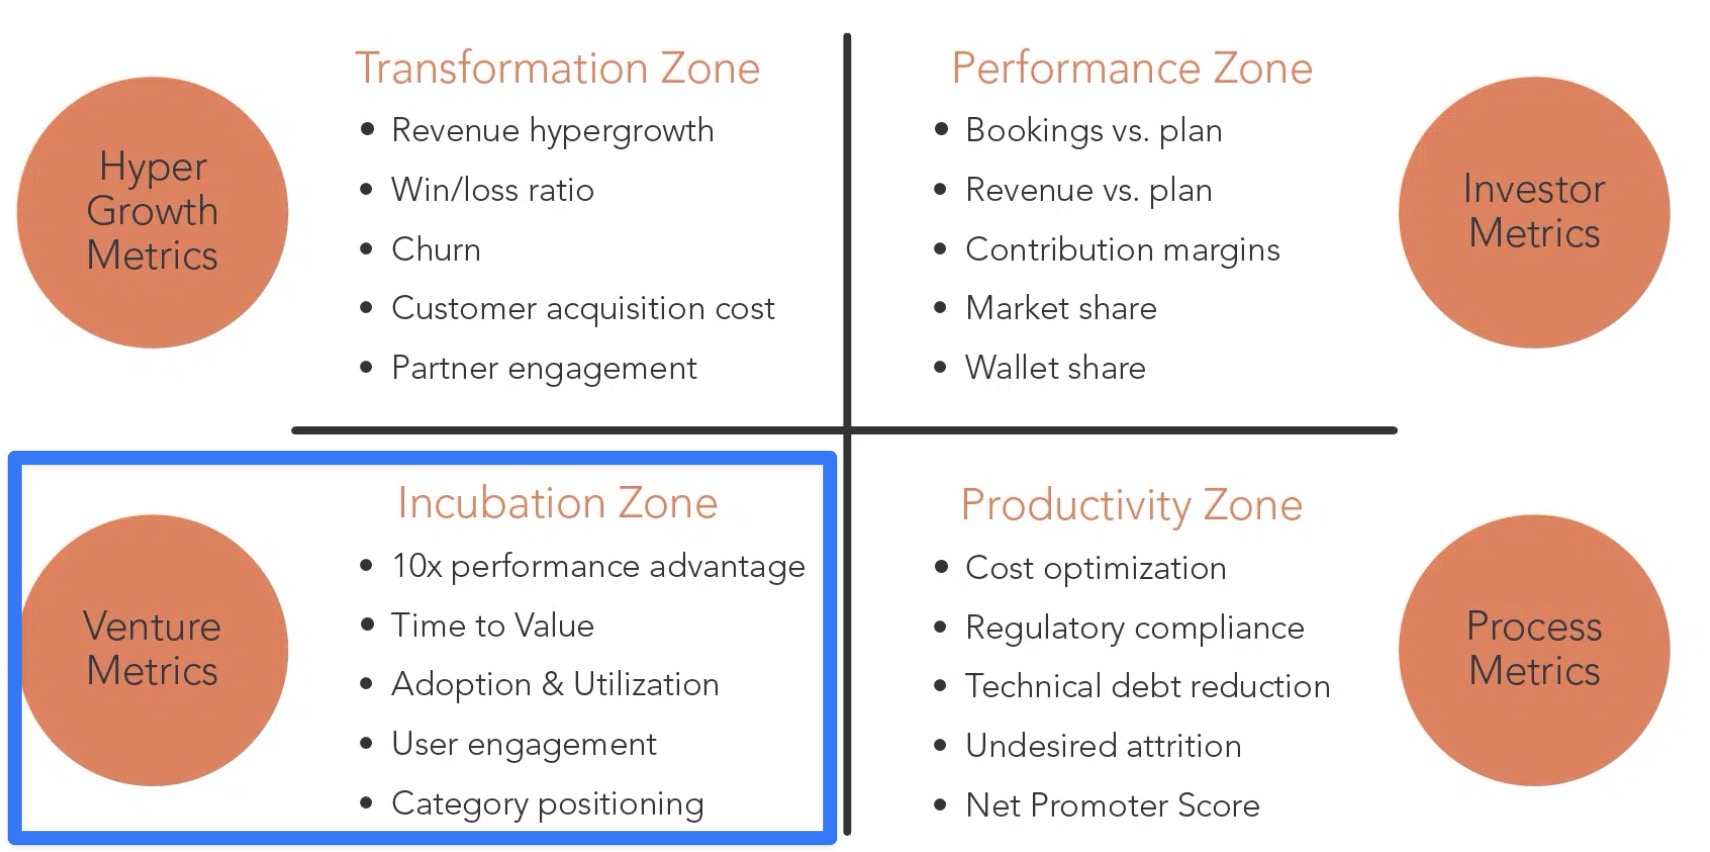 Hyper
Growth
Metrics
Transformation Zone
• Revenue hypergrowth
• Win/loss ratio
• Churn
• Customer acquisition cost
• Partner engagement
Performance Zone
• Bookings vs. plan
• Revenue vs. plan
• Contribution margins
• Market share
• Wallet share
Investor
Metrics
Venture
Metrics
Incubation Zone
• 10x performance advantage
• Time to Value
• Adoption & Utilization
• User engagement
• Category positioning
Productivity Zone
• Cost optimization
• Regulatory compliance
• Technical debt reduction
• Undesired attrition
• Net Promoter Score
Process
Metrics